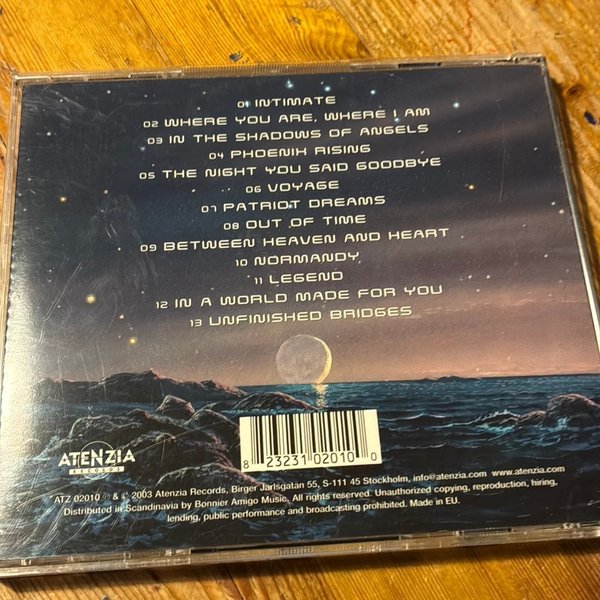 01 INTIMATE
02 WHERE YOU ARE, WHERE I AM
03 IN THE SHADOWS OF ANGELS
04 PHOENIX RISING
05 THE NIGHT YOU SAID GOODBYE
06 VOYAGE
07 PATRIOT DREAMS
08 OUT OF TIME
09 BETWEEN HEAVEN AND HEART
10 NORMANDY
11 LEGEND
12 IN A WORLD MADE FOR YOU
13 UNFINISHED BRIDGES
ATENZIA
RECORDS
8 23231 02010 0
ATZ 02010 ℗ & © 2003 Atenzia Records, Birger Jarlsgatan 55, S-111 45 Stockholm, info@atenzia.com www.atenzia.com.
Distributed in Scandinavia by Bonnier Amigo Music. All rights reserved. Unauthorized copying, reproduction, hiring,
lending, public performance and broadcasting prohibited. Made in EU.